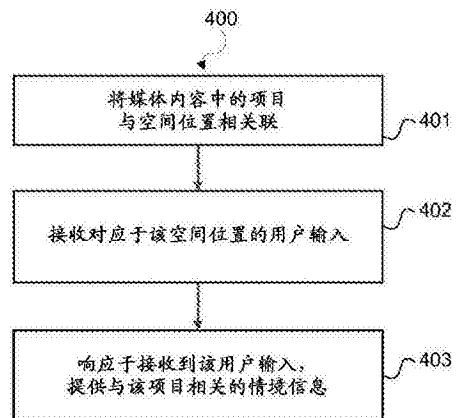 400
将媒体内容中的项目
与空间位置相关联
401
接收对应于该空间位置的用户输入
402
响应于接收到该用户输入，
提供与该项目相关的情境信息
403